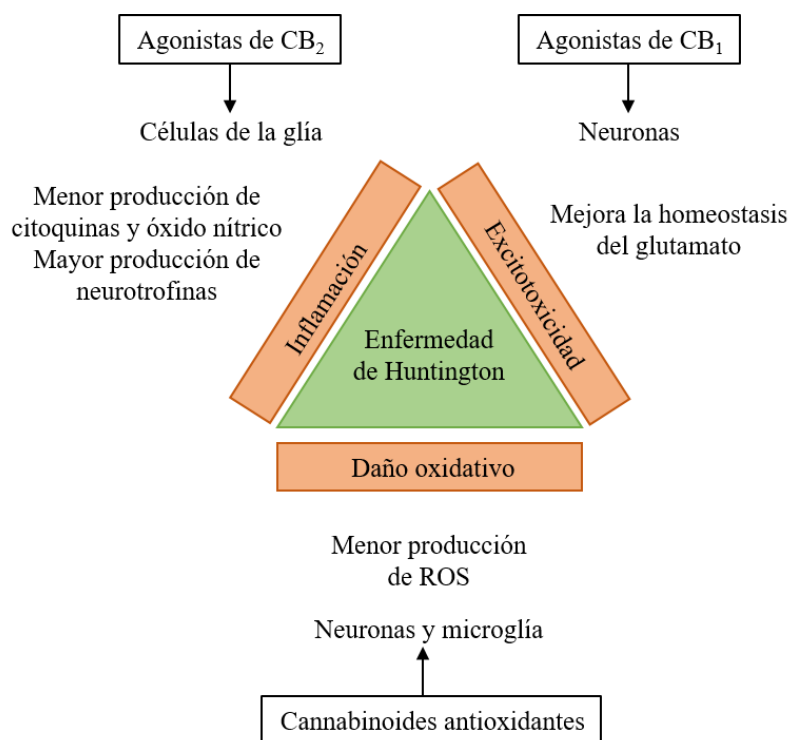 Agonistas de CB₂
Agonistas de CB₁
Células de la glía
Neuronas
Menor producción de
citoquinas y óxido nítrico
Mayor producción de
neurotrofinas
Mejora la homeostasis
del glutamato
Inflamación
Excitotoxicidad
Enfermedad
de Huntington
Daño oxidativo
Menor producción
de ROS
Neuronas y microglía
Cannabinoides antioxidantes